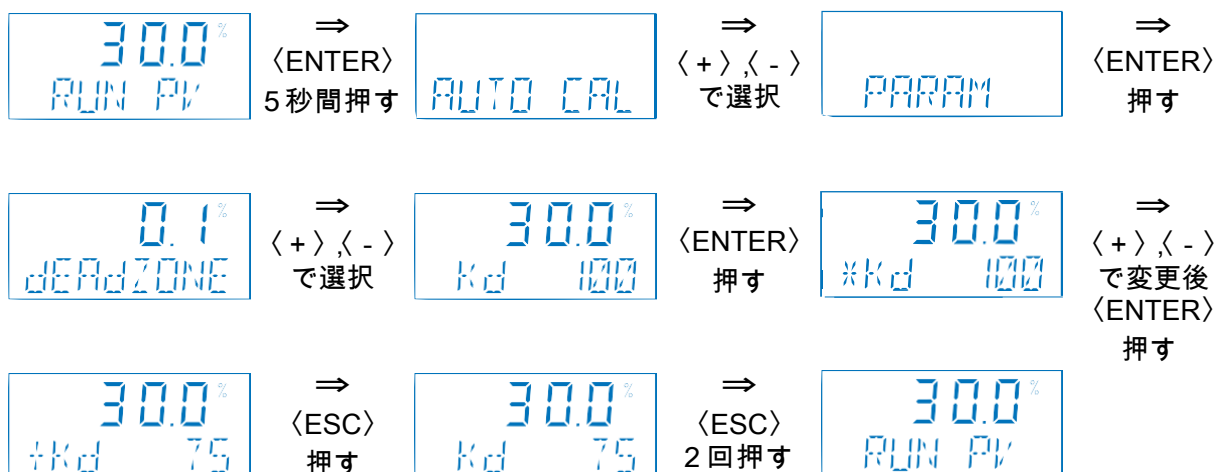 30.0%
RUN PV
⇒
〈ENTER〉
5秒間押す
AUTO CAL
⇒
〈+〉,〈-〉
で選択
PARAM
⇒
〈ENTER〉
押す
0.1%
dEAdZONE
⇒
〈+〉,〈-〉
で選択
30.0%
Kd 100
⇒
〈ENTER〉
押す
30.0%
*Kd 100
⇒
〈+〉,〈-〉
で変更後
〈ENTER〉
押す
30.0%
+Kd 75
⇒
〈ESC〉
押す
30.0%
Kd 75
⇒
〈ESC〉
2回押す
30.0%
RUN PV